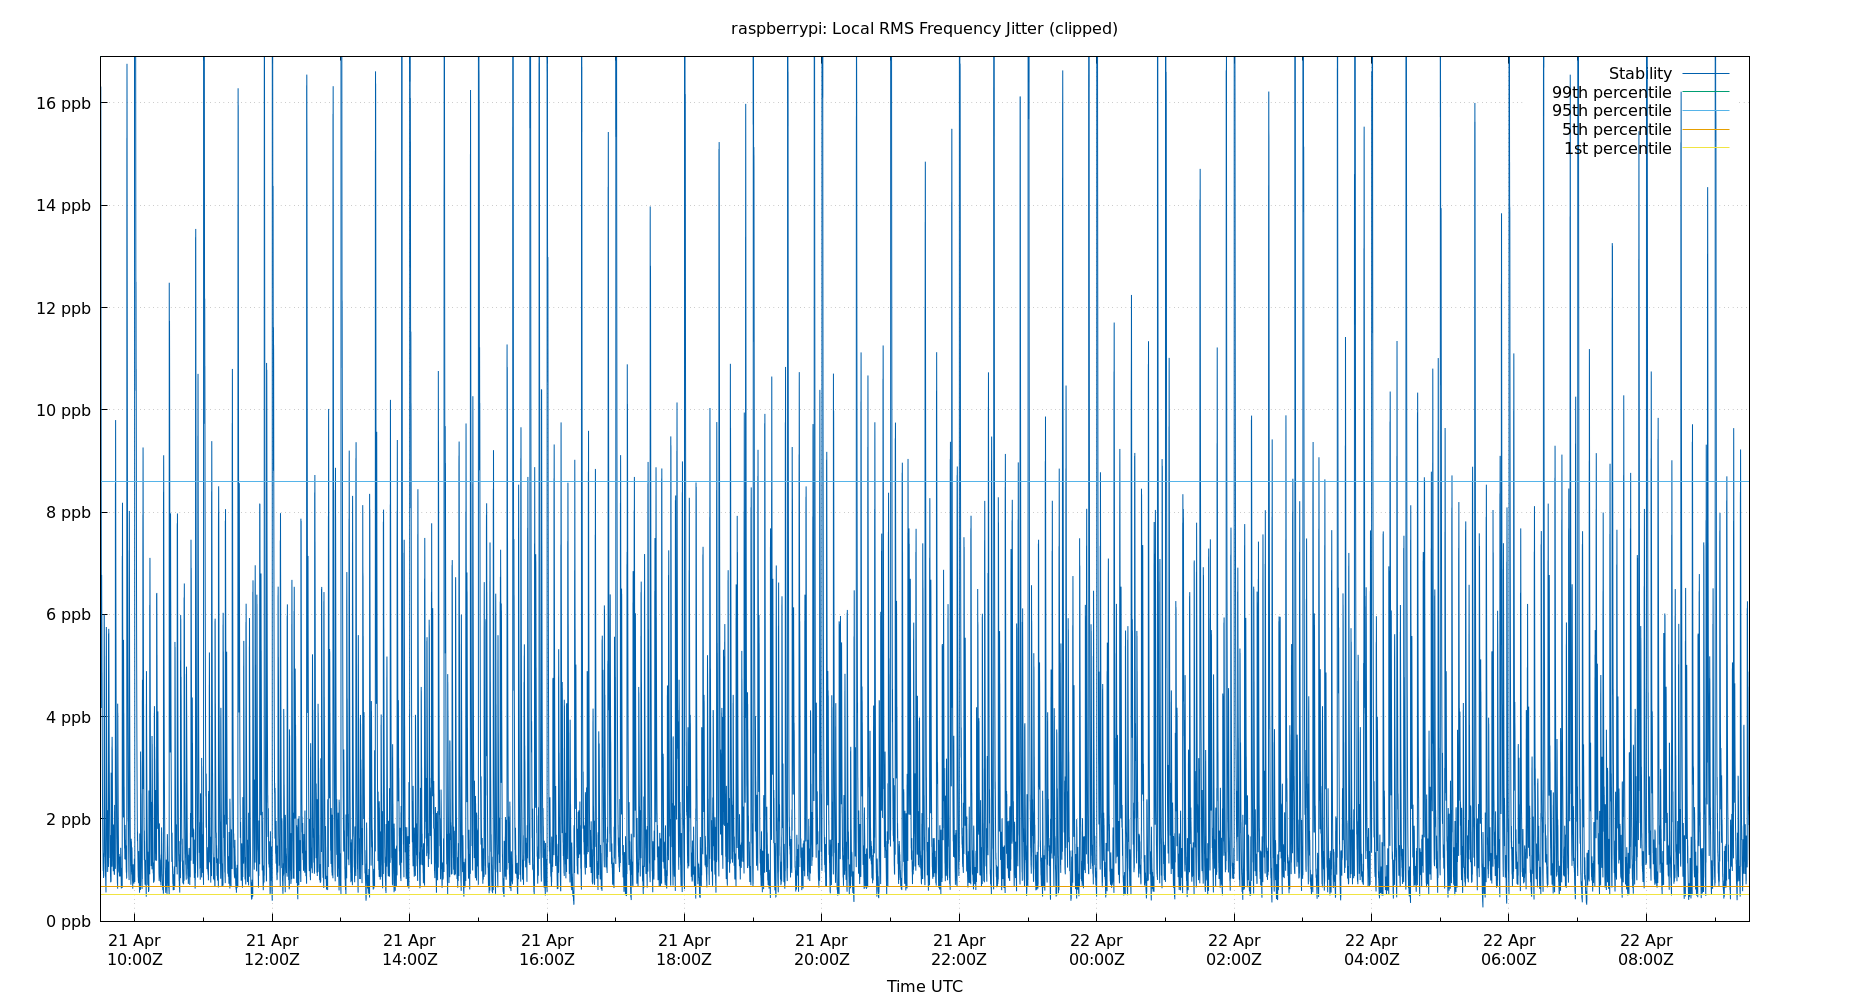 raspberrypi: Local RMS Frequency Jitter (clipped)
Stability
99th percentile
95th percentile
5th percentile
1st percentile
16 ppb
14 ppb
12 ppb
10 ppb
8 ppb
6 ppb
4 ppb
2 ppb
0 ppb
21 Apr 21 Apr 21 Apr 21 Apr 21 Apr 21 Apr 21 Apr 22 Apr 22 Apr 22 Apr 22 Apr 22 Apr
10:00Z 12:00Z 14:00Z 16:00Z 18:00Z 20:00Z 22:00Z 00:00Z 02:00Z 04:00Z 06:00Z 08:00Z
Time UTC